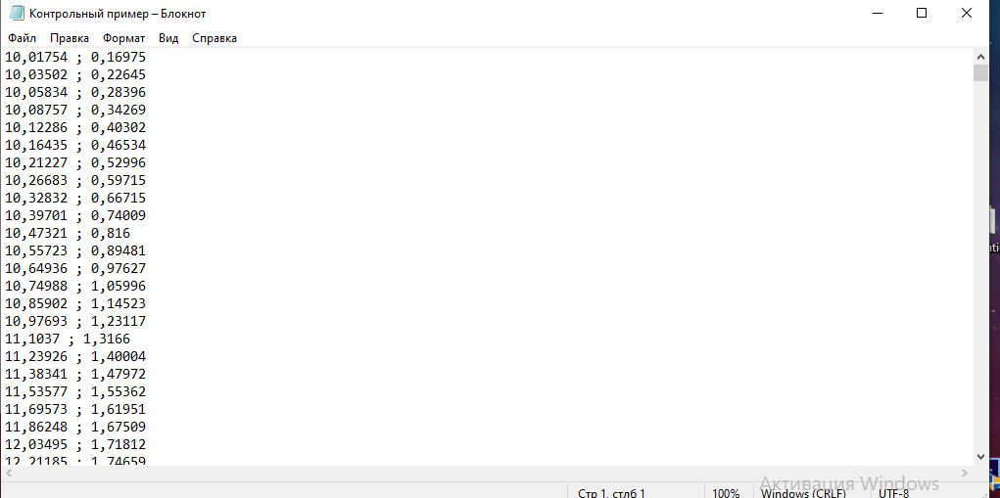 Контрольный пример – Блокнот
Файл Правка Формат Вид Справка
10,01754 ; 0,16975
10,03502 ; 0,22645
10,05834 ; 0,28396
10,08757 ; 0,34269
10,12286 ; 0,40302
10,16435 ; 0,46534
10,21227 ; 0,52996
10,26683 ; 0,59715
10,32832 ; 0,66715
10,39701 ; 0,74009
10,47321 ; 0,816
10,55723 ; 0,89481
10,64936 ; 0,97627
10,74988 ; 1,05996
10,85902 ; 1,14523
10,97693 ; 1,23117
11,1037 ; 1,3166
11,23926 ; 1,40004
11,38341 ; 1,47972
11,53577 ; 1,55362
11,69573 ; 1,61951
11,86248 ; 1,67509
12,03495 ; 1,71812
12,21185 ; 1,74659
Активация Windows
Стр 1, стлб 1 100% Windows (CRLF) UTF-8